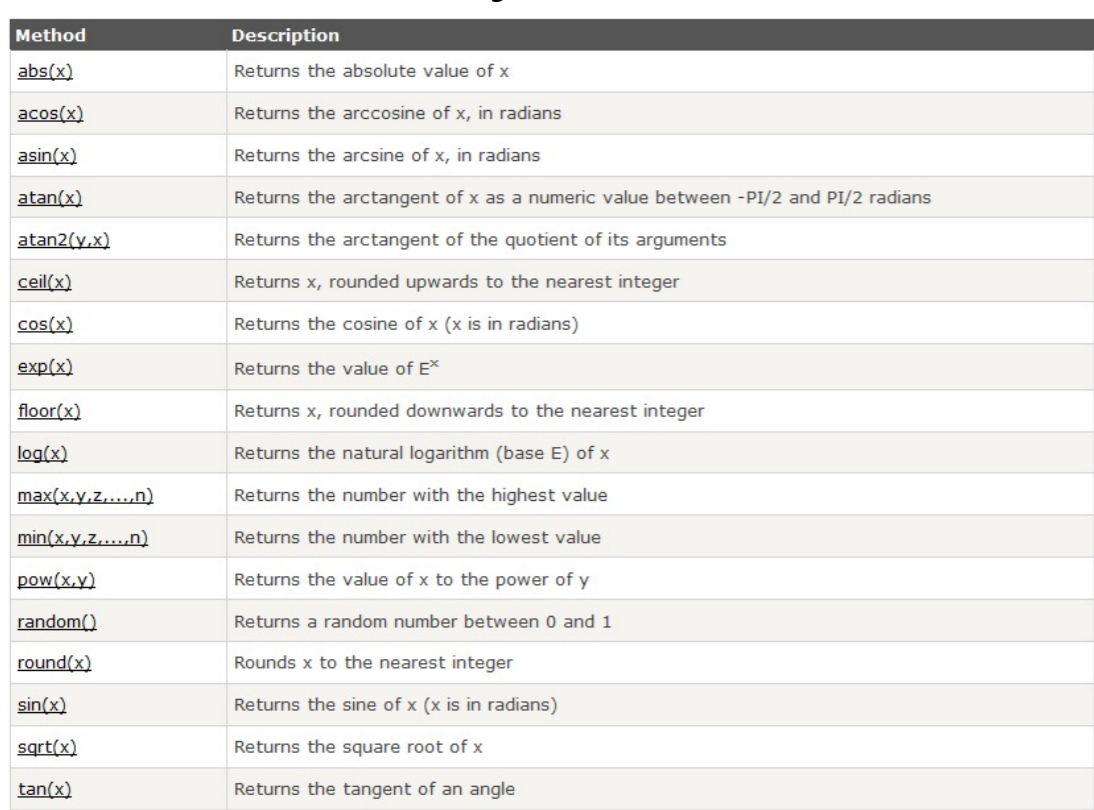 Method Description
abs(x) Returns the absolute value of x
acos(x) Returns the arccosine of x, in radians
asin(x) Returns the arcsine of x, in radians
atan(x) Returns the arctangent of x as a numeric value between -PI/2 and PI/2 radians
atan2(y,x) Returns the arctangent of the quotient of its arguments
ceil(x) Returns x, rounded upwards to the nearest integer
cos(x) Returns the cosine of x (x is in radians)
exp(x) Returns the value of Eˣ
floor(x) Returns x, rounded downwards to the nearest integer
log(x) Returns the natural logarithm (base E) of x
max(x,y,z,...,n) Returns the number with the highest value
min(x,y,z,...,n) Returns the number with the lowest value
pow(x,y) Returns the value of x to the power of y
random() Returns a random number between 0 and 1
round(x) Rounds x to the nearest integer
sin(x) Returns the sine of x (x is in radians)
sqrt(x) Returns the square root of x
tan(x) Returns the tangent of an angle